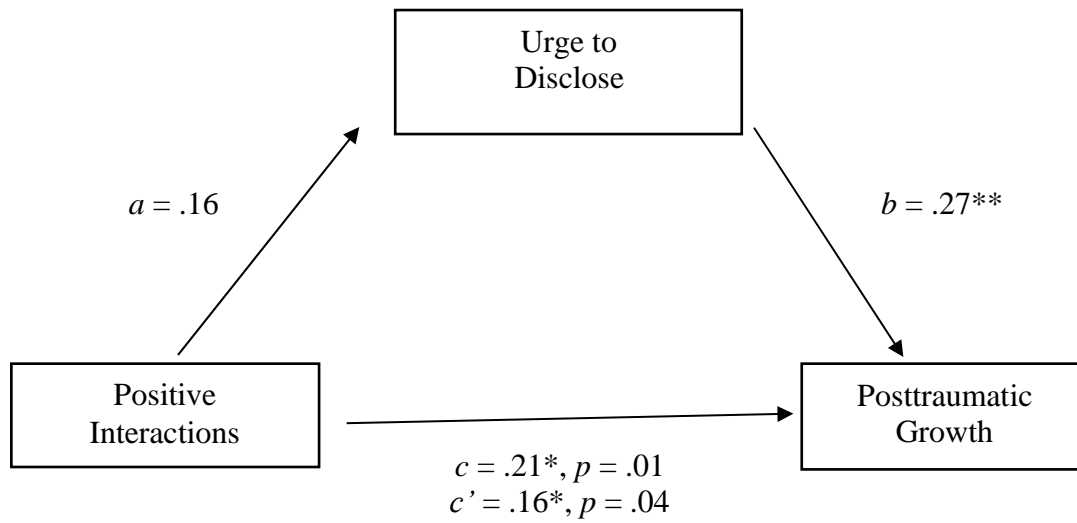 Urge to
Disclose
a = .16
b = .27**
Positive
Interactions
Posttraumatic
Growth
c = .21*, p = .01
c’ = .16*, p = .04